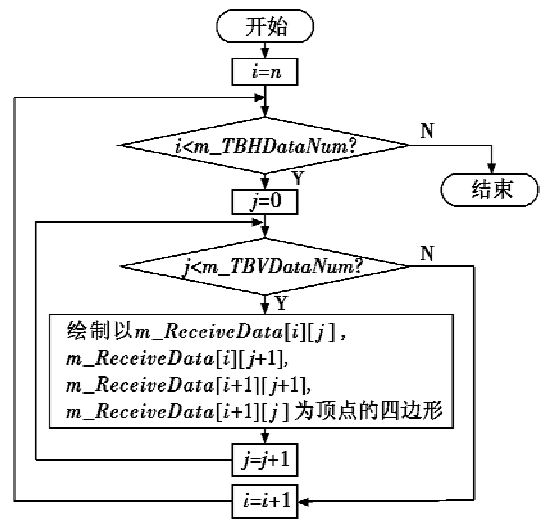 开始
i=n
i<m_TBHDataNum?
N
Y
结束
j=0
j<m_TBVDataNum?
N
Y
绘制以m_ReceiveData[i][j],
m_ReceiveData[i][j+1],
m_ReceiveData[i+1][j+1],
m_ReceiveData[i+1][j]为顶点的四边形
j=j+1
i=i+1